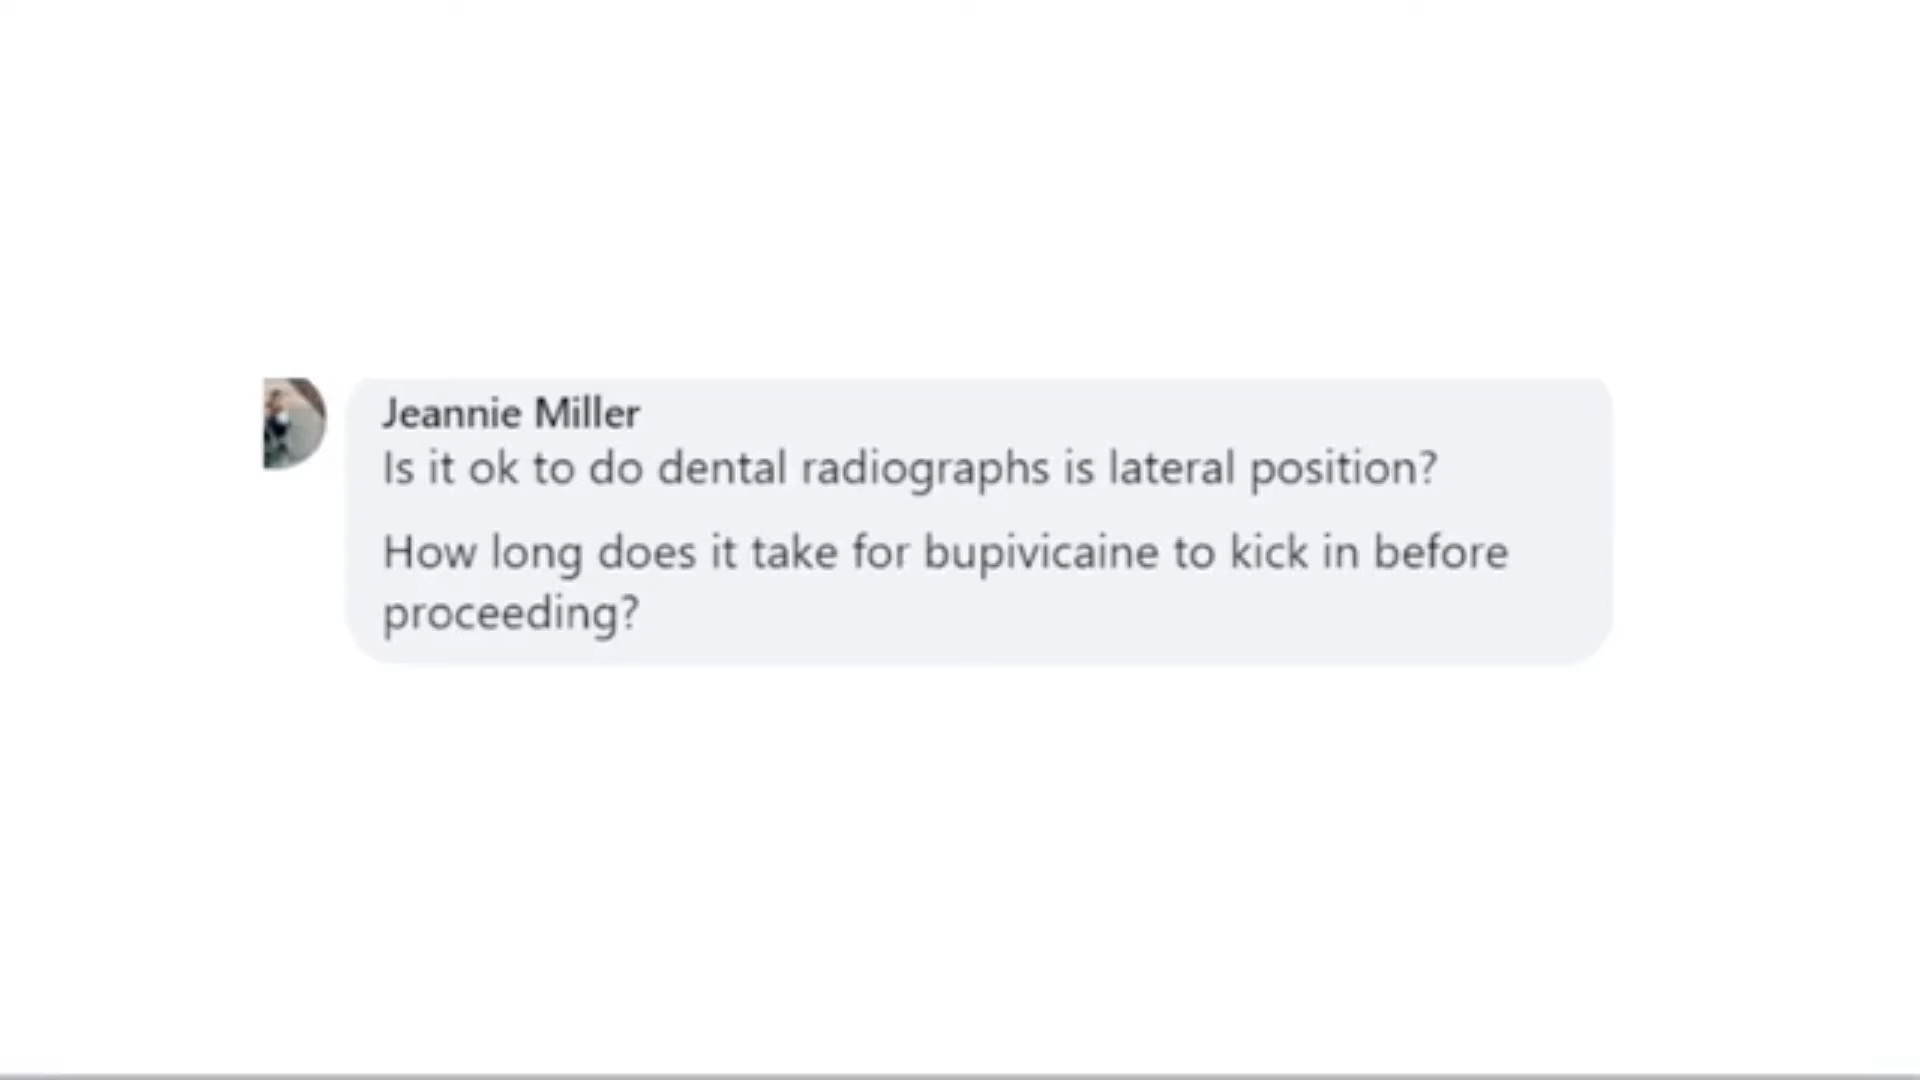 Jeannie Miller
Is it ok to do dental radiographs is lateral position?
How long does it take for bupivicaine to kick in before
proceeding?